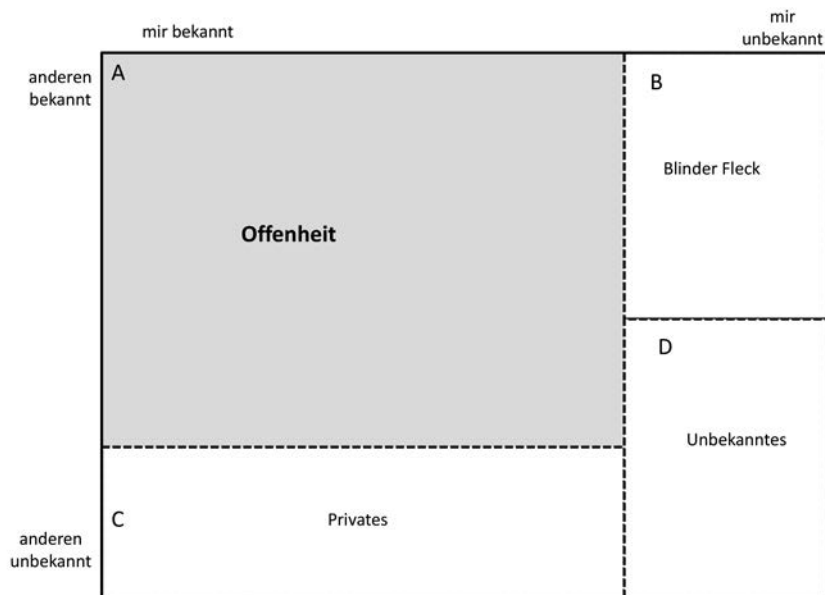 mir bekannt
mir
unbekannt
anderen
bekannt
A
B
Blinder Fleck
Offenheit
D
Unbekanntes
C
Privates
anderen
unbekannt